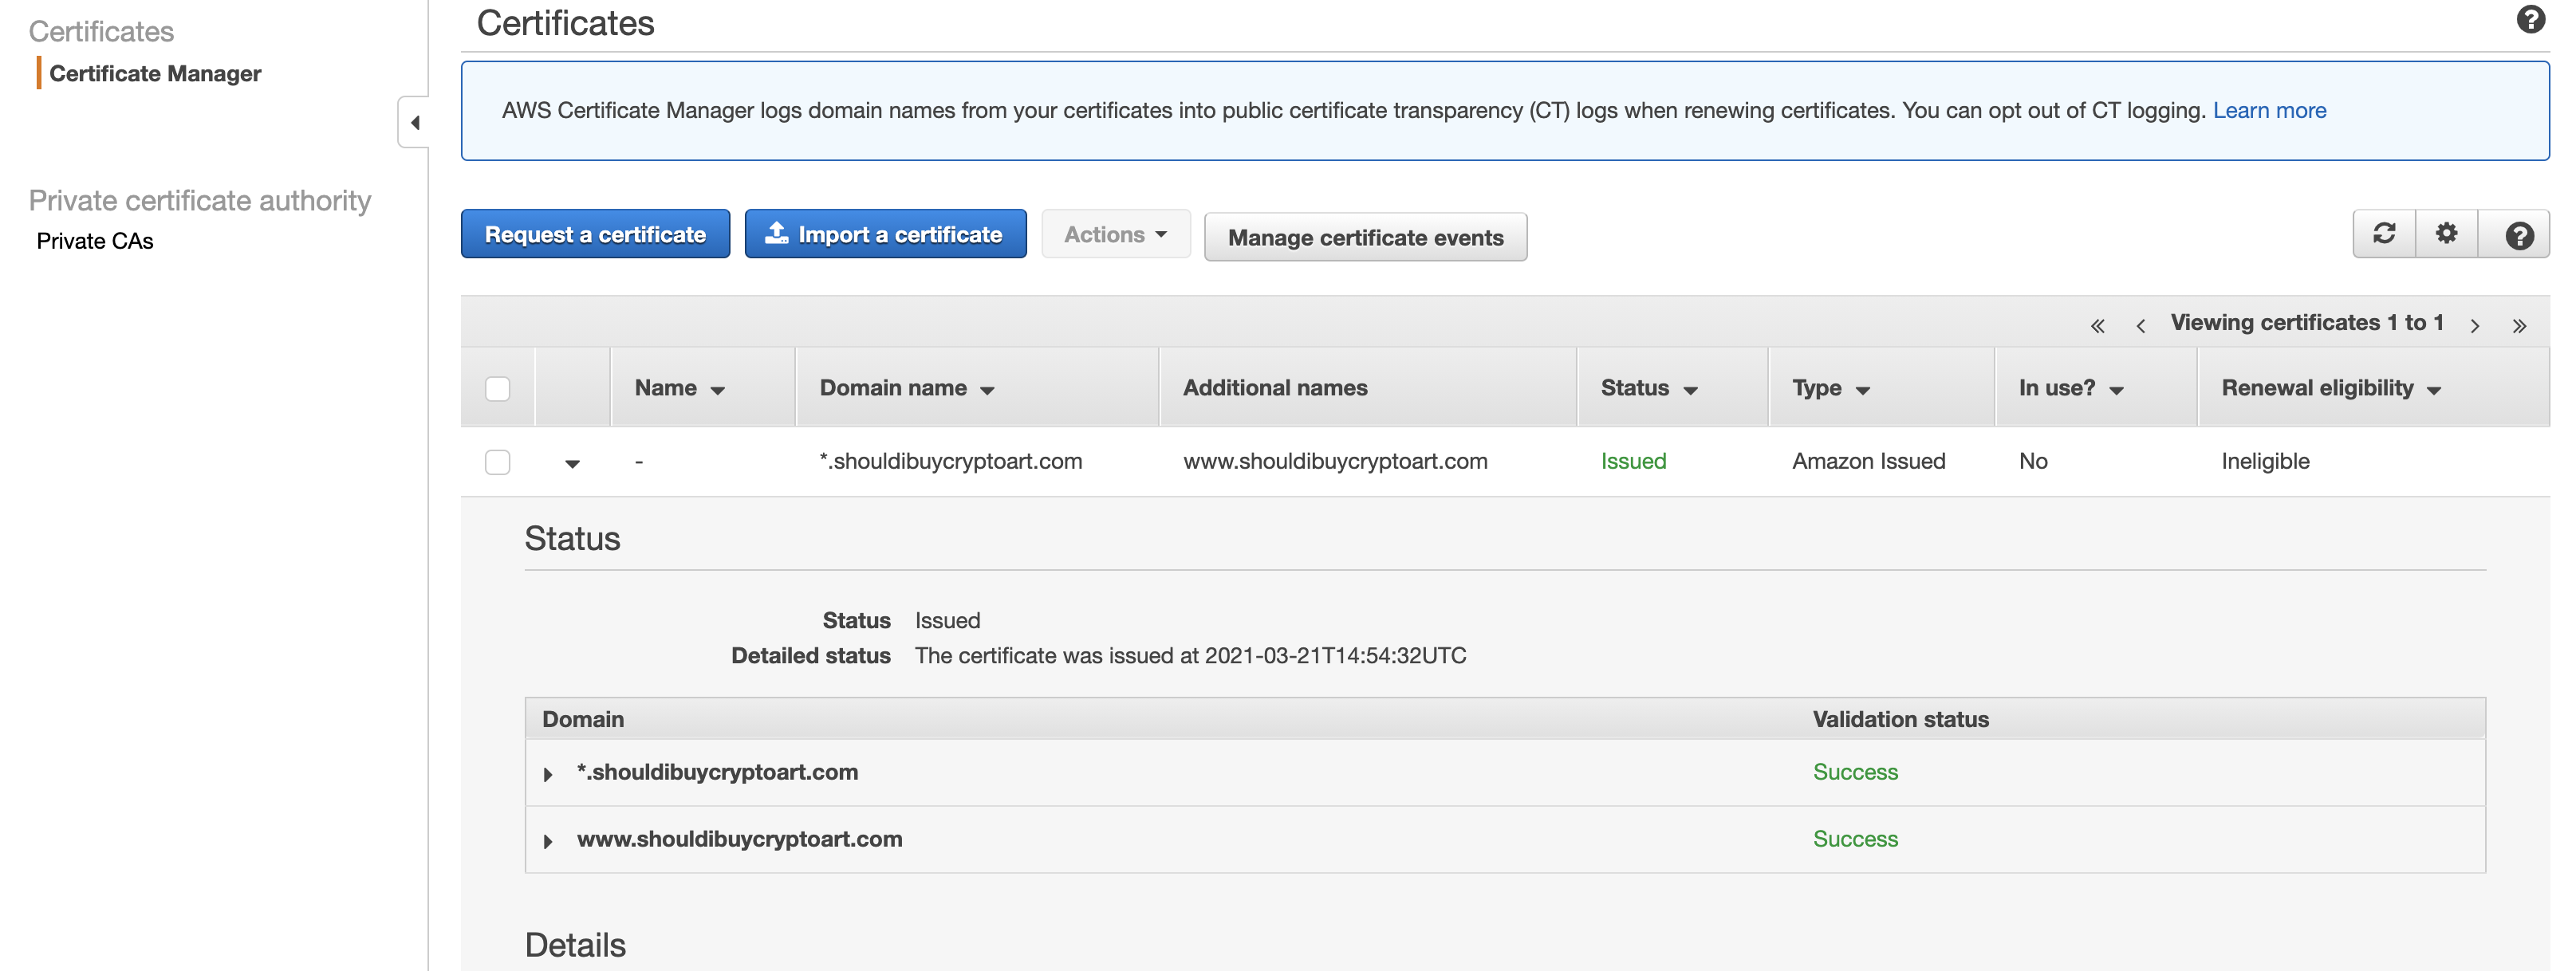 Certificates
Certificate Manager
Private certificate authority
Private CAs
Certificates
AWS Certificate Manager logs domain names from your certificates into public certificate transparency (CT) logs when renewing certificates. You can opt out of CT logging. Learn more
Request a certificate Import a certificate Actions Manage certificate events
« ‹ Viewing certificates 1 to 1 › »
Name Domain name Additional names Status Type In use? Renewal eligibility
- *.shouldibuycryptoart.com www.shouldibuycryptoart.com Issued Amazon Issued No Ineligible
Status
Status Issued
Detailed status The certificate was issued at 2021-03-21T14:54:32UTC
Domain Validation status
*.shouldibuycryptoart.com Success
www.shouldibuycryptoart.com Success
Details